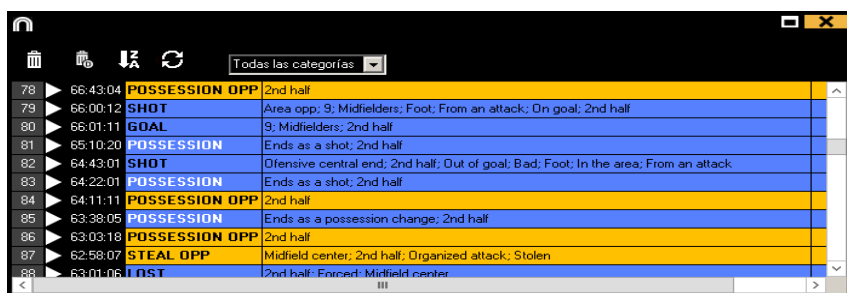 Todas las categorías
78 66:43:04 POSSESSION OPP 2nd half
79 66:00:12 SHOT Area opp; 9; Midfielders; Foot; From an attack; On goal; 2nd half
80 66:01:11 GOAL 9; Midfielders; 2nd half
81 65:10:20 POSSESSION Ends as a shot; 2nd half
82 64:43:01 SHOT Ofensive central end; 2nd half; Out of goal; Bad; Foot; In the area; From an attack
83 64:22:01 POSSESSION Ends as a shot; 2nd half
84 64:11:11 POSSESSION OPP 2nd half
85 63:38:05 POSSESSION Ends as a possession change; 2nd half
86 63:03:18 POSSESSION OPP 2nd half
87 62:58:07 STEAL OPP Midfield center; 2nd half; Organized attack; Stolen
88 63:01:06 LOST 2nd half; Forced; Midfield center